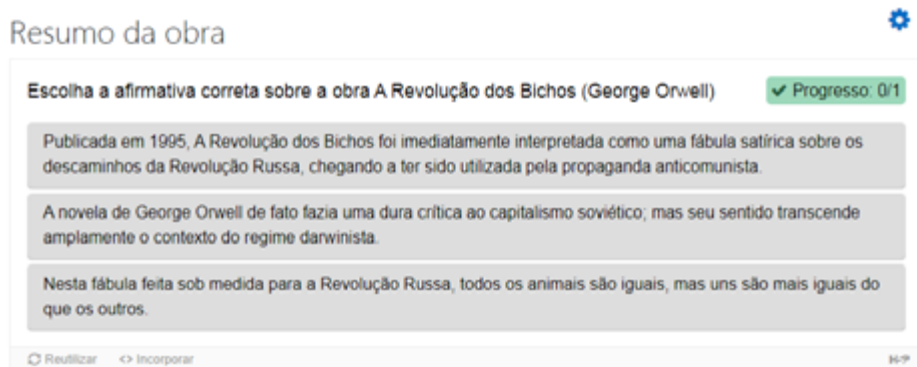 Resumo da obra
Escolha a afirmativa correta sobre a obra A Revolução dos Bichos (George Orwell)
✔ Progresso: 0/1
Publicada em 1995, A Revolução dos Bichos foi imediatamente interpretada como uma fábula satírica sobre os
descaminhos da Revolução Russa, chegando a ter sido utilizada pela propaganda anticomunista.
A novela de George Orwell de fato fazia uma dura crítica ao capitalismo soviético; mas seu sentido transcende
amplamente o contexto do regime darwinista.
Nesta fábula feita sob medida para a Revolução Russa, todos os animais são iguais, mas uns são mais iguais do
que os outros.
Reutilizar <> Incorporar
H-P